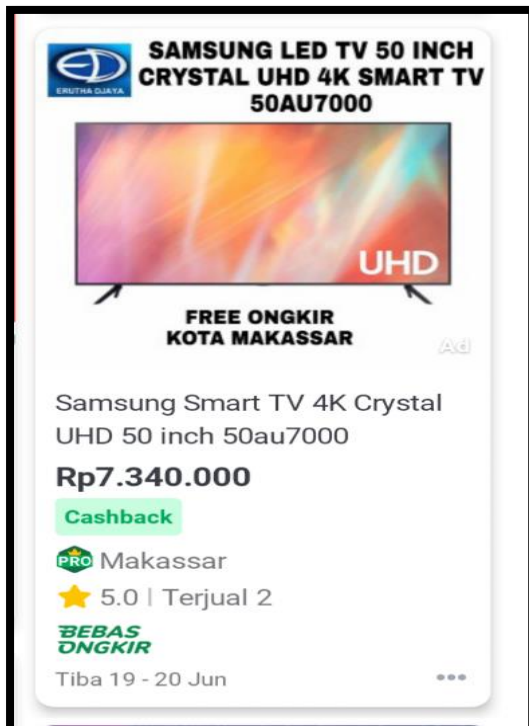 ED
ERUTHA DJAYA
SAMSUNG LED TV 50 INCH
CRYSTAL UHD 4K SMART TV
50AU7000
UHD
FREE ONGKIR
KOTA MAKASSAR
Ad
Samsung Smart TV 4K Crystal
UHD 50 inch 50au7000
Rp7.340.000
Cashback
PRO Makassar
5.0 | Terjual 2
BEBAS
ONGKIR
Tiba 19 - 20 Jun